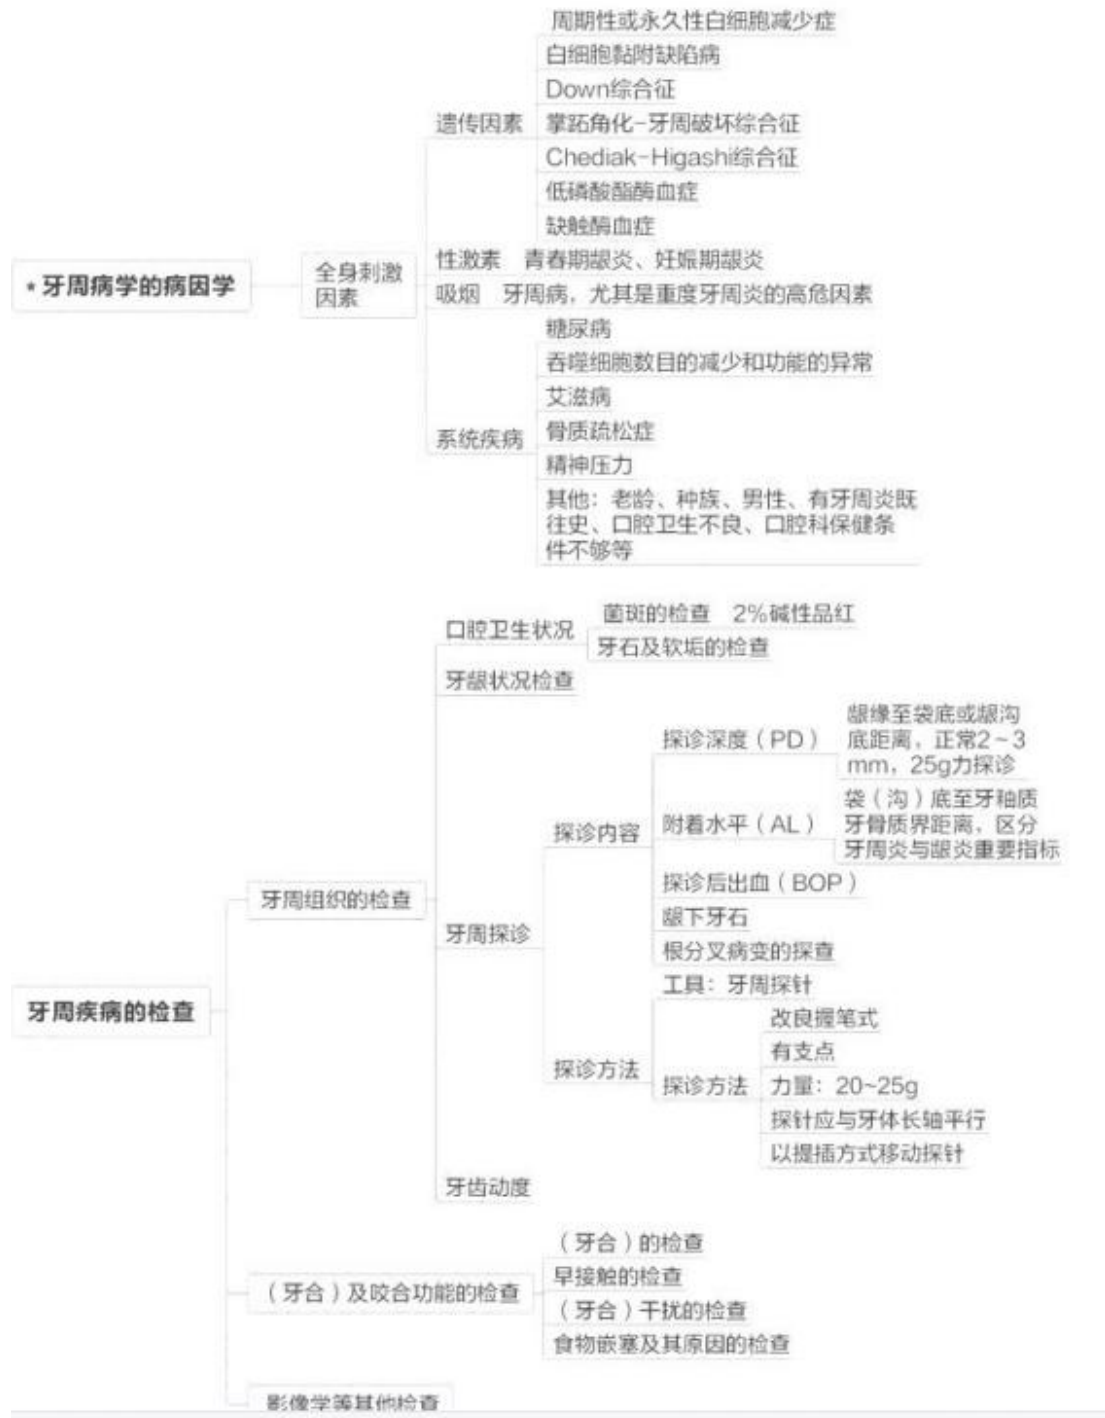 ★牙周病学的病因学
全身刺激
因素
遗传因素
周期性或永久性白细胞减少症
白细胞黏附缺陷病
Down综合征
掌跖角化-牙周破坏综合征
Chediak-Higashi综合征
低磷酸酯酶血症
缺触酶血症
性激素 青春期龈炎、妊娠期龈炎
吸烟 牙周病，尤其是重度牙周炎的高危因素
系统疾病
糖尿病
吞噬细胞数目的减少和功能的异常
艾滋病
骨质疏松症
精神压力
其他：老龄、种族、男性、有牙周炎既
往史、口腔卫生不良、口腔科保健条
件不够等
牙周疾病的检查
牙周组织的检查
口腔卫生状况
菌斑的检查 2%碱性品红
牙石及软垢的检查
牙龈状况检查
牙周探诊
探诊内容
探诊深度（PD）
龈缘至袋底或龈沟
底距离，正常2～3
mm，25g力探诊
附着水平（AL）
袋（沟）底至牙釉质
牙骨质界距离，区分
牙周炎与龈炎重要指标
探诊后出血（BOP）
龈下牙石
根分叉病变的探查
探诊方法
工具：牙周探针
探诊方法
改良握笔式
有支点
力量：20~25g
探针应与牙体长轴平行
以提插方式移动探针
牙齿动度
（牙合）及咬合功能的检查
（牙合）的检查
早接触的检查
（牙合）干扰的检查
食物嵌塞及其原因的检查
影像学等其他检查